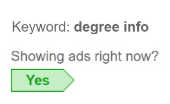 Keyword: degree info
Showing ads right now?
Yes